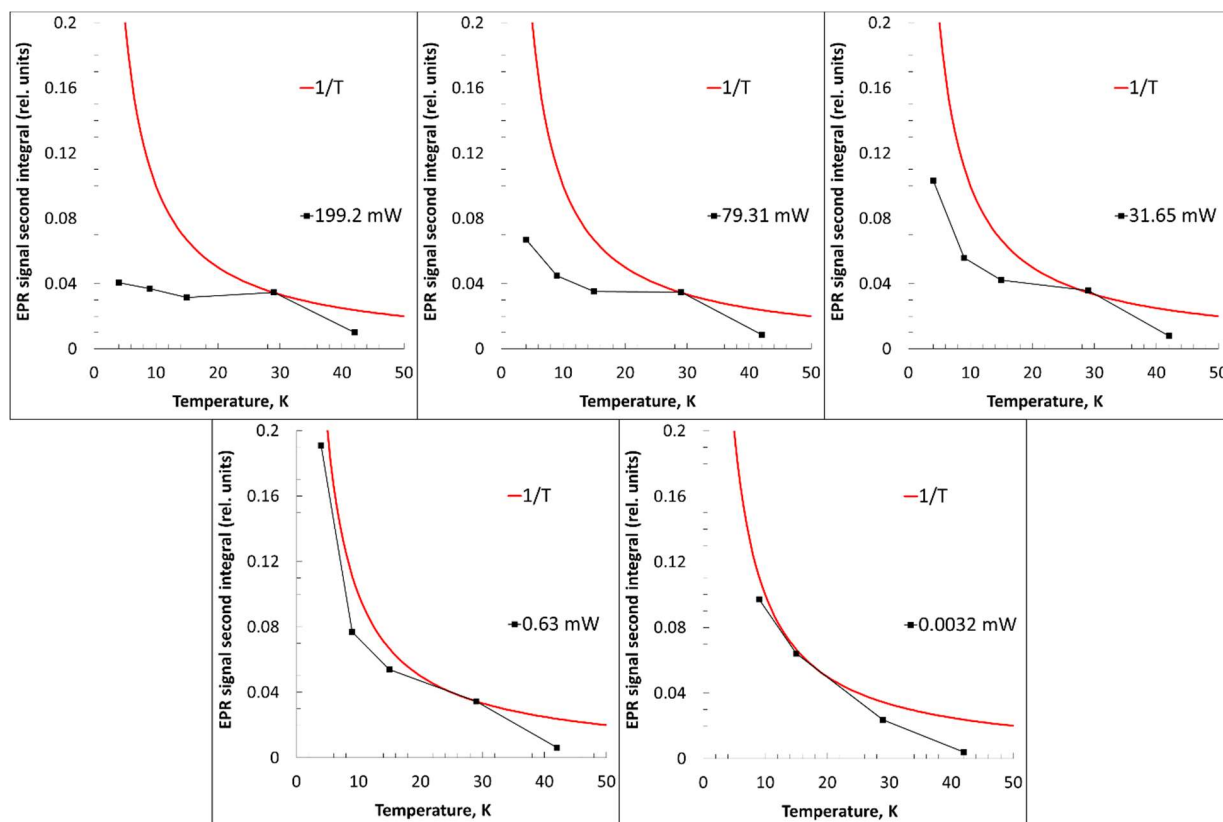 EPR signal second integral (rel. units)
0.2
0.16
0.12
0.08
0.04
0
1/T
199.2 mW
0 10 20 30 40 50
Temperature, K
EPR signal second integral (rel. units)
0.2
0.16
0.12
0.08
0.04
0
1/T
79.31 mW
0 10 20 30 40 50
Temperature, K
EPR signal second integral (rel. units)
0.2
0.16
0.12
0.08
0.04
0
1/T
31.65 mW
0 10 20 30 40 50
Temperature, K
EPR signal second integral (rel. units)
0.2
0.16
0.12
0.08
0.04
0
1/T
0.63 mW
0 10 20 30 40 50
Temperature, K
EPR signal second integral (rel. units)
0.2
0.16
0.12
0.08
0.04
0
1/T
0.0032 mW
0 10 20 30 40 50
Temperature, K